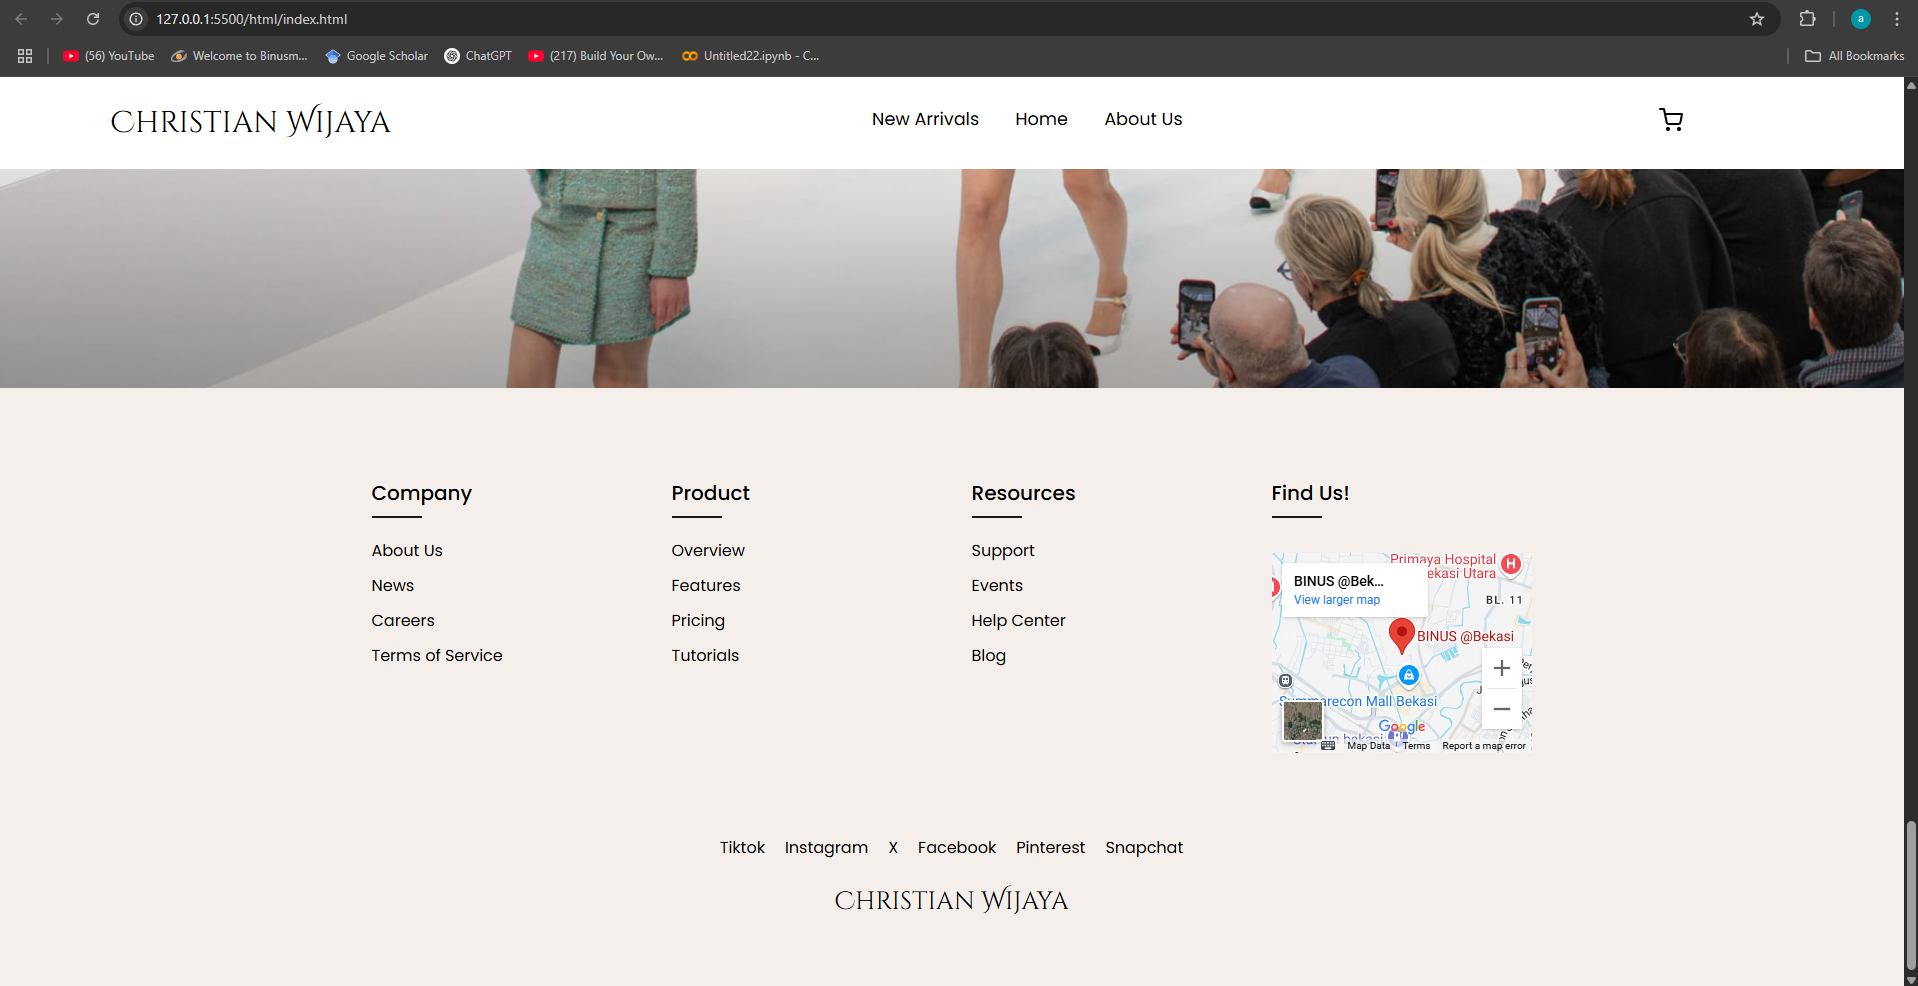 127.0.0.1:5500/html/index.html
a
(56) YouTube
Welcome to Binusm...
Google Scholar
ChatGPT
(217) Build Your Ow...
Untitled22.ipynb - C...
All Bookmarks
CHRISTIAN WIJAYA
New Arrivals
Home
About Us
Company
About Us
News
Careers
Terms of Service
Product
Overview
Features
Pricing
Tutorials
Resources
Support
Events
Help Center
Blog
Find Us!
Primaya Hospital
ekasi Utara
H
BINUS @Bek...
View larger map
BL. 11
BINUS @Bekasi
Summarecon Mall Bekasi
Google
Map Data
Terms
Report a map error
Tiktok
Instagram
X
Facebook
Pinterest
Snapchat
CHRISTIAN WIJAYA